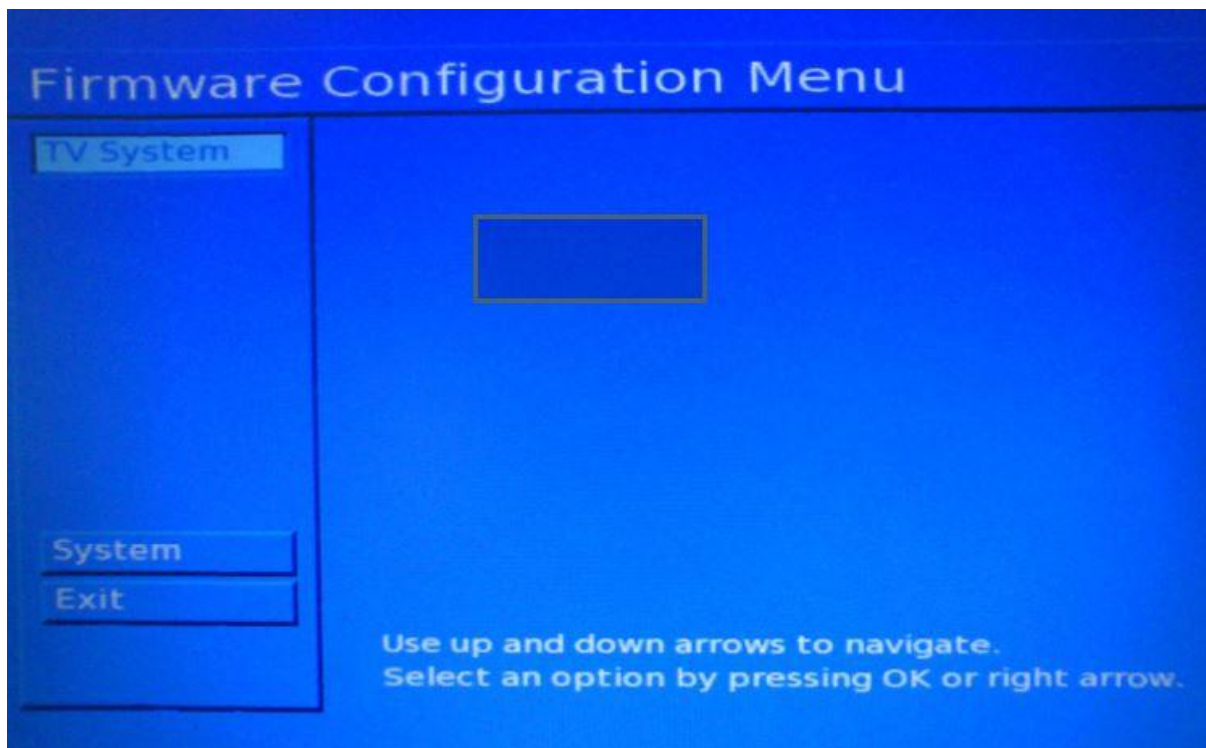 Firmware Configuration Menu
TV System
System
Exit
Use up and down arrows to navigate.
Select an option by pressing OK or right arrow.